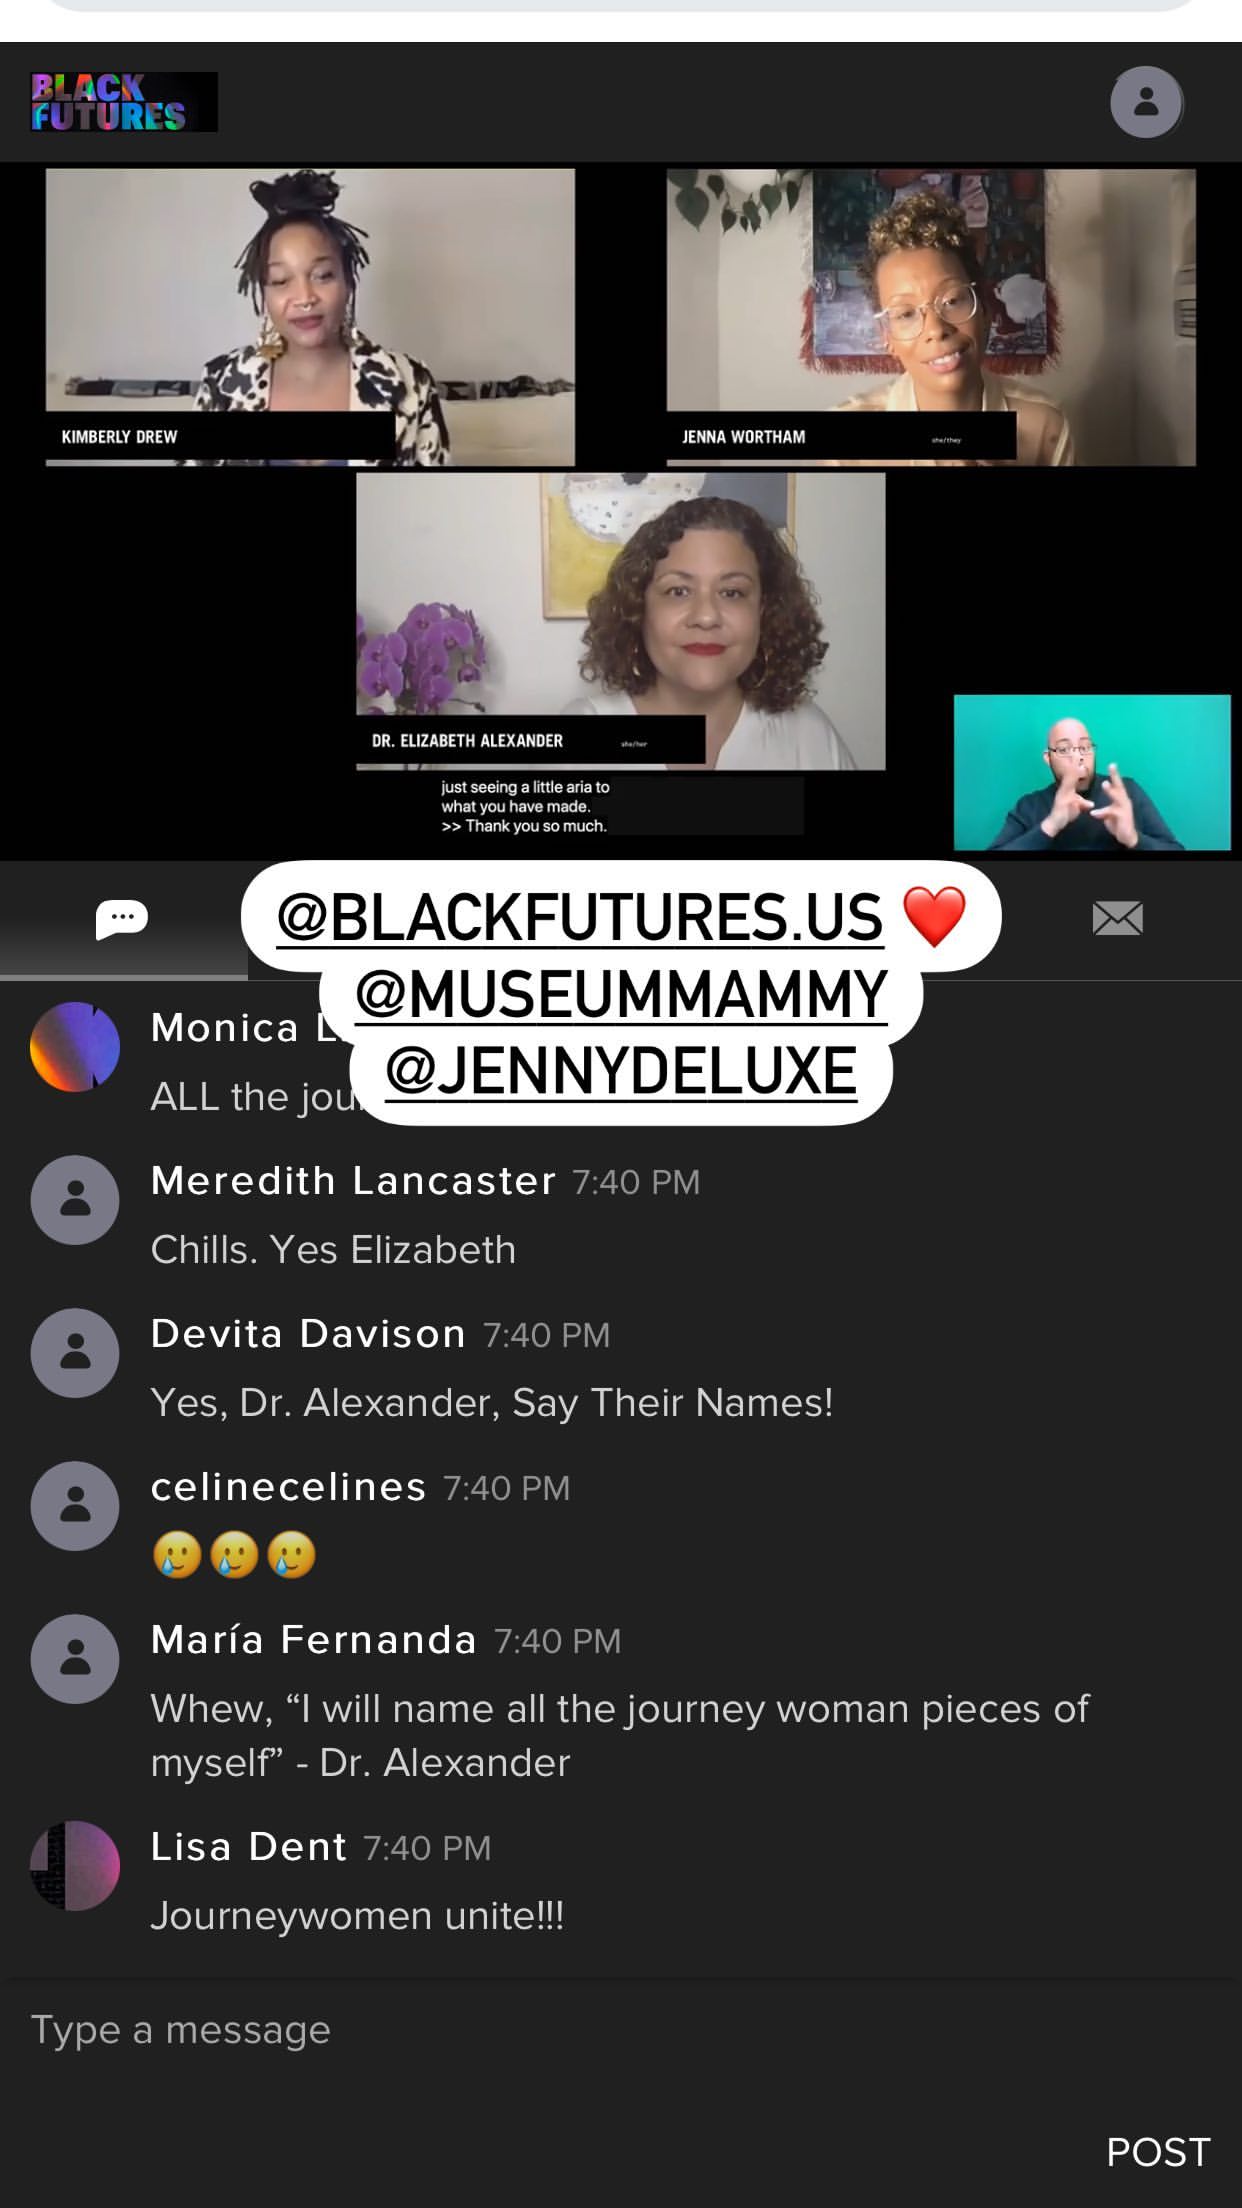 BLACK
FUTURES
KIMBERLY DREW
JENNA WORTHAM she/they
DR. ELIZABETH ALEXANDER she/her
just seeing a little aria to
what you have made.
>> Thank you so much.
@BLACKFUTURES.US ❤️
@MUSEUMMAMMY
@JENNYDELUXE
Monica
ALL the
Meredith Lancaster 7:40 PM
Chills. Yes Elizabeth
Devita Davison 7:40 PM
Yes, Dr. Alexander, Say Their Names!
celinecelines 7:40 PM
🥲🥲🥲
María Fernanda 7:40 PM
Whew, “I will name all the journey woman pieces of
myself” - Dr. Alexander
Lisa Dent 7:40 PM
Journeywomen unite!!!
Type a message
POST